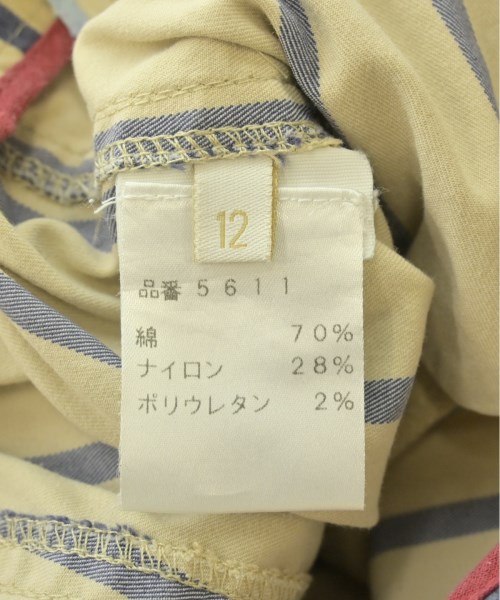 12
品番 5611
綿 70%
ナイロン 28%
ポリウレタン 2%